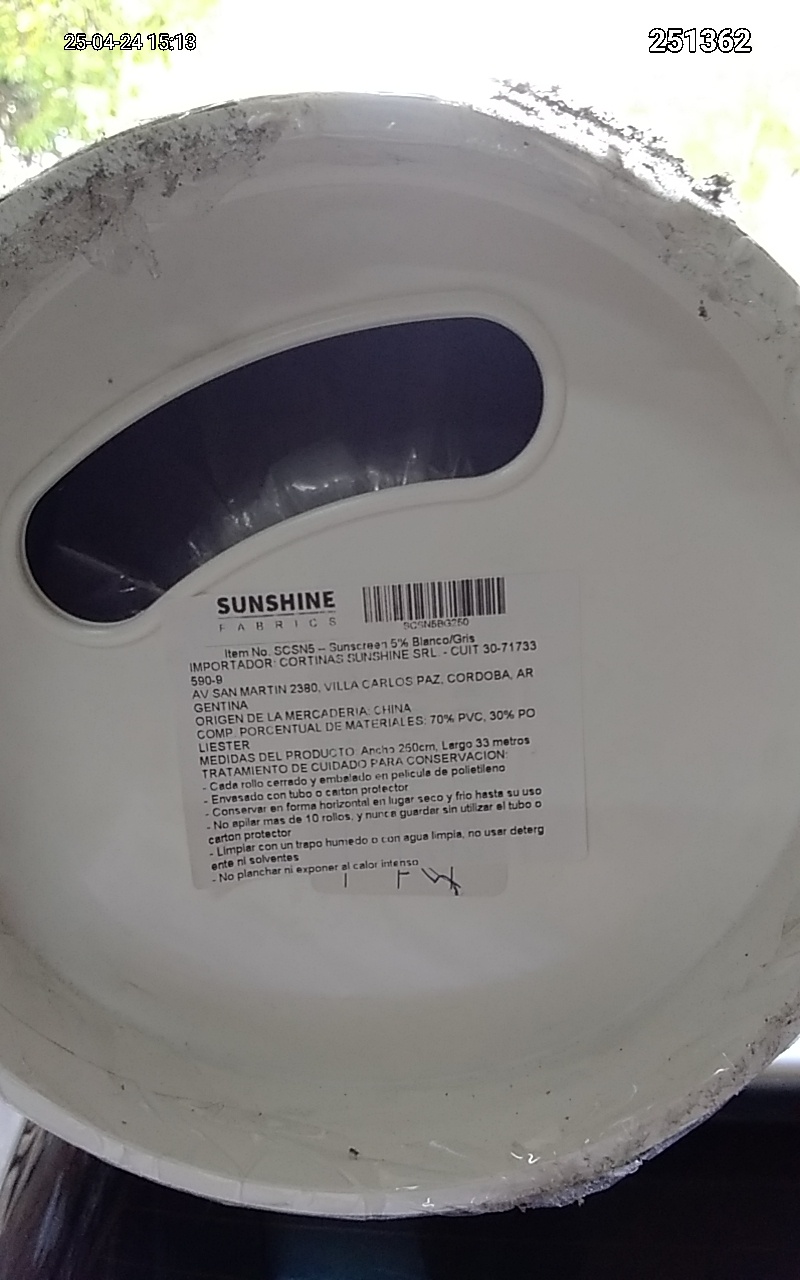 25-04-24 15:13
251362
SUNSHINE
FABRICS
SCSN5BG250
Item No. SCSN5 – Sunscreen 5% Blanco/Gris
IMPORTADOR: CORTINAS SUNSHINE SRL - CUIT 30-71733
590-9
AV SAN MARTIN 2380, VILLA CARLOS PAZ, CORDOBA, AR
GENTINA
ORIGEN DE LA MERCADERIA: CHINA
COMP. PORCENTUAL DE MATERIALES: 70% PVC, 30% PO
LIESTER
MEDIDAS DEL PRODUCTO: Ancho 250cm, Largo 33 metros
TRATAMIENTO DE CUIDADO PARA CONSERVACION:
- Cada rollo cerrado y embalado en pelicula de polietileno
- Envasado con tubo o carton protector
- Conservar en forma horizontal en lugar seco y frio hasta su uso
- No apilar mas de 10 rollos, y nunca guardar sin utilizar el tubo o
carton protector
- Limpiar con un trapo humedo o con agua limpia, no usar deterg
ente ni solventes
- No planchar ni exponer al calor intenso